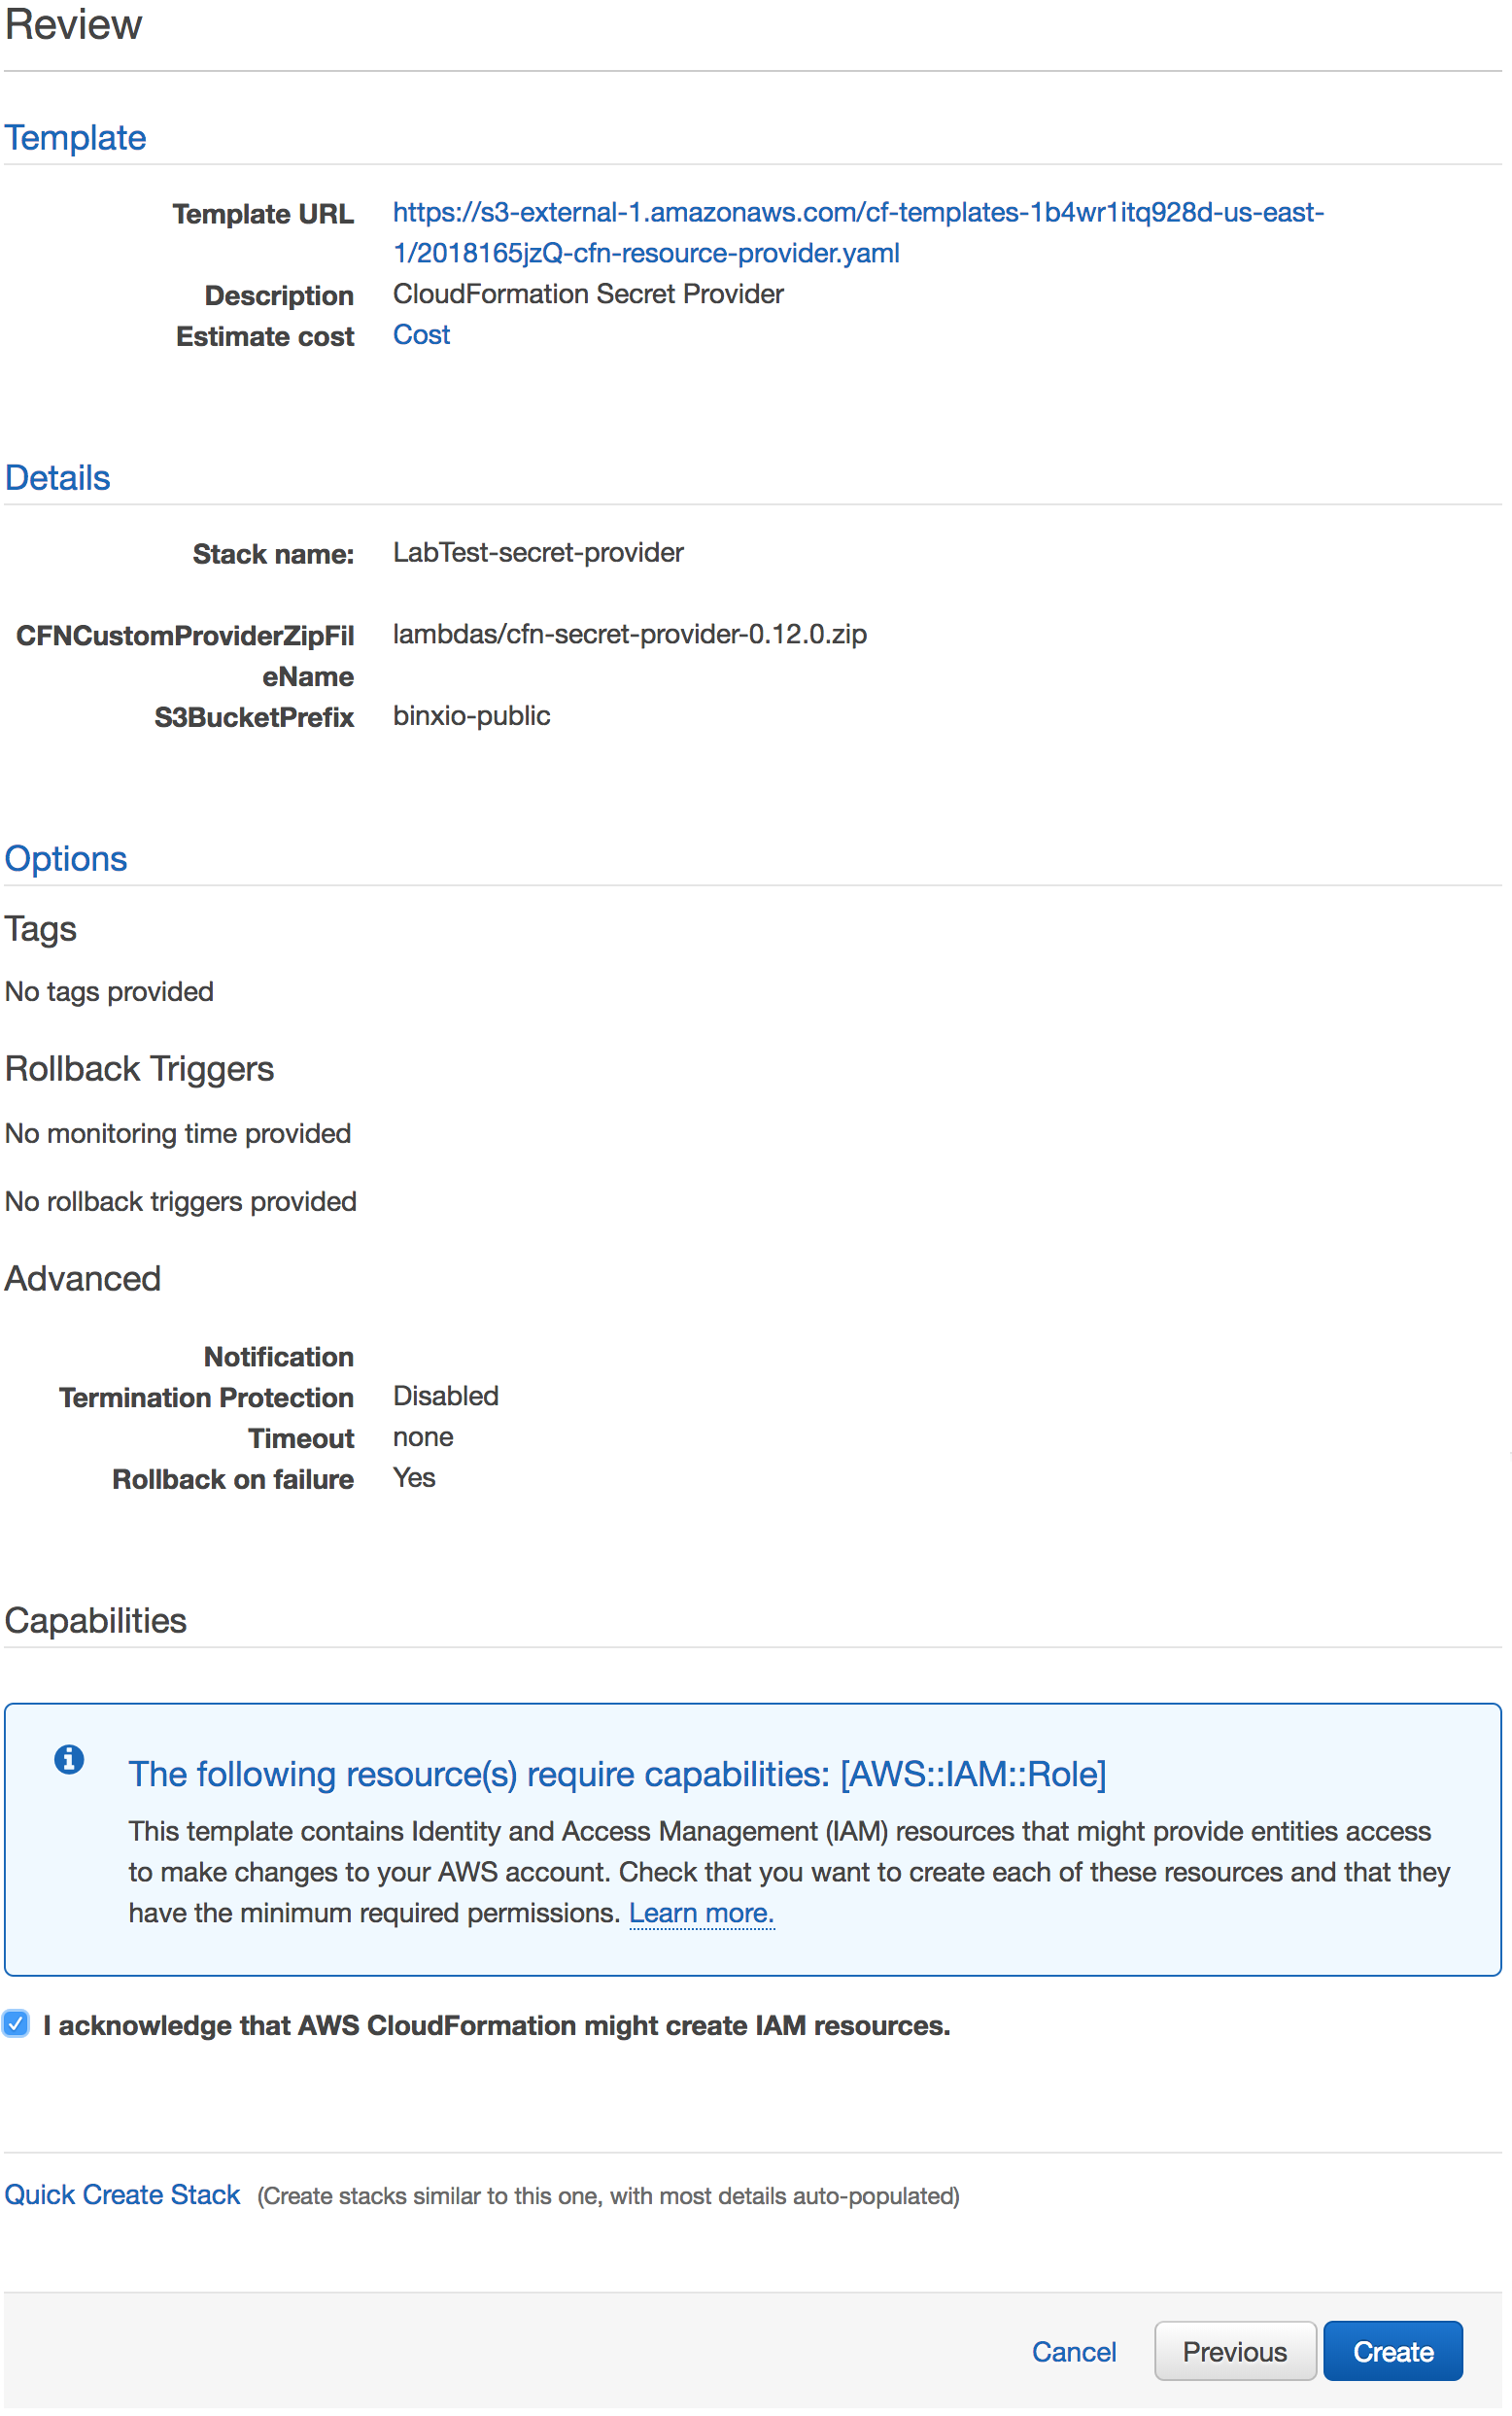 Review
Template
Template URL https://s3-external-1.amazonaws.com/cf-templates-1b4wr1itq928d-us-east-
1/2018165jzQ-cfn-resource-provider.yaml
Description CloudFormation Secret Provider
Estimate cost Cost
Details
Stack name: LabTest-secret-provider
CFNCustomProviderZipFil lambdas/cfn-secret-provider-0.12.0.zip
eName
S3BucketPrefix binxio-public
Options
Tags
No tags provided
Rollback Triggers
No monitoring time provided
No rollback triggers provided
Advanced
Notification
Termination Protection Disabled
Timeout none
Rollback on failure Yes
Capabilities
The following resource(s) require capabilities: [AWS::IAM::Role]
This template contains Identity and Access Management (IAM) resources that might provide entities access
to make changes to your AWS account. Check that you want to create each of these resources and that they
have the minimum required permissions. Learn more.
I acknowledge that AWS CloudFormation might create IAM resources.
Quick Create Stack (Create stacks similar to this one, with most details auto-populated)
Cancel Previous Create